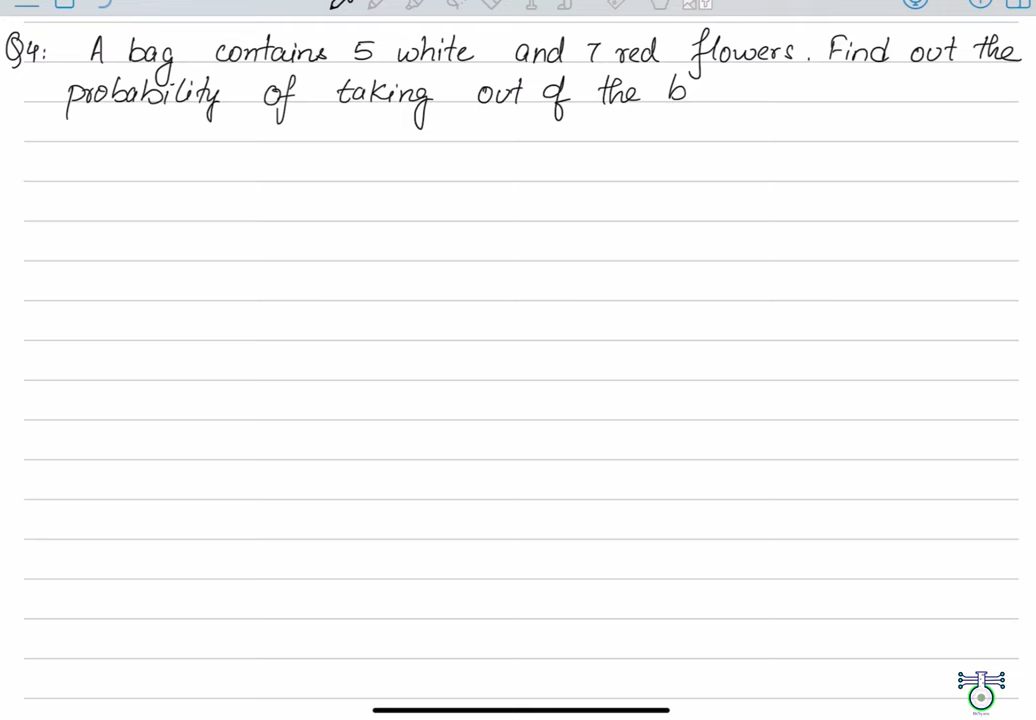 Q4: A bag contains 5 white and 7 red flowers. Find out the
probability of taking out of the b